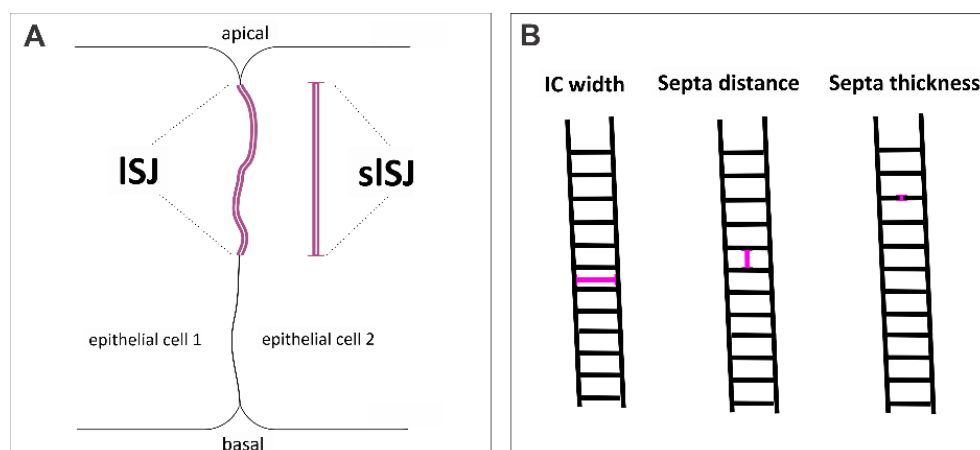 A
apical
lSJ
slSJ
epithelial cell 1
epithelial cell 2
basal
B
IC width
Septa distance
Septa thickness